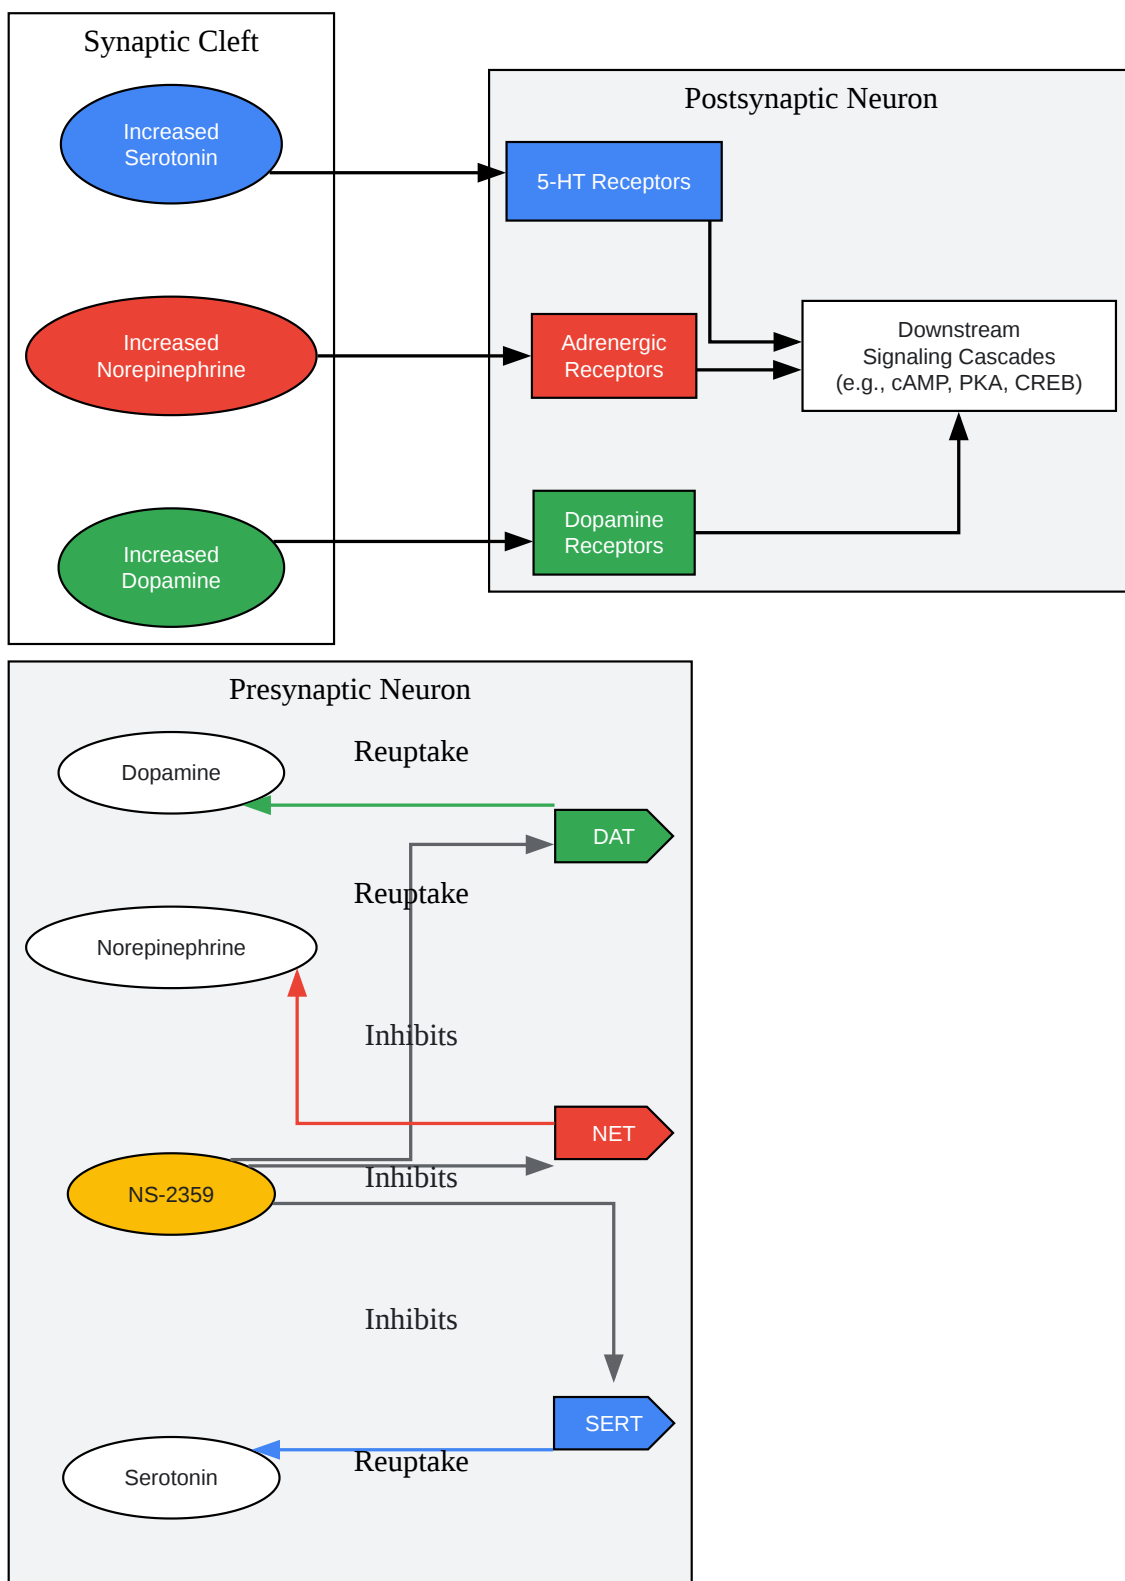 Synaptic Cleft
Increased
Serotonin
Increased
Norepinephrine
Increased
Dopamine
Postsynaptic Neuron
5-HT Receptors
Adrenergic
Receptors
Dopamine
Receptors
Downstream
Signaling Cascades
(e.g., cAMP, PKA, CREB)
Presynaptic Neuron
Reuptake
Dopamine
DAT
Reuptake
Norepinephrine
Inhibits
NET
Inhibits
NS-2359
Inhibits
SERT
Reuptake
Serotonin